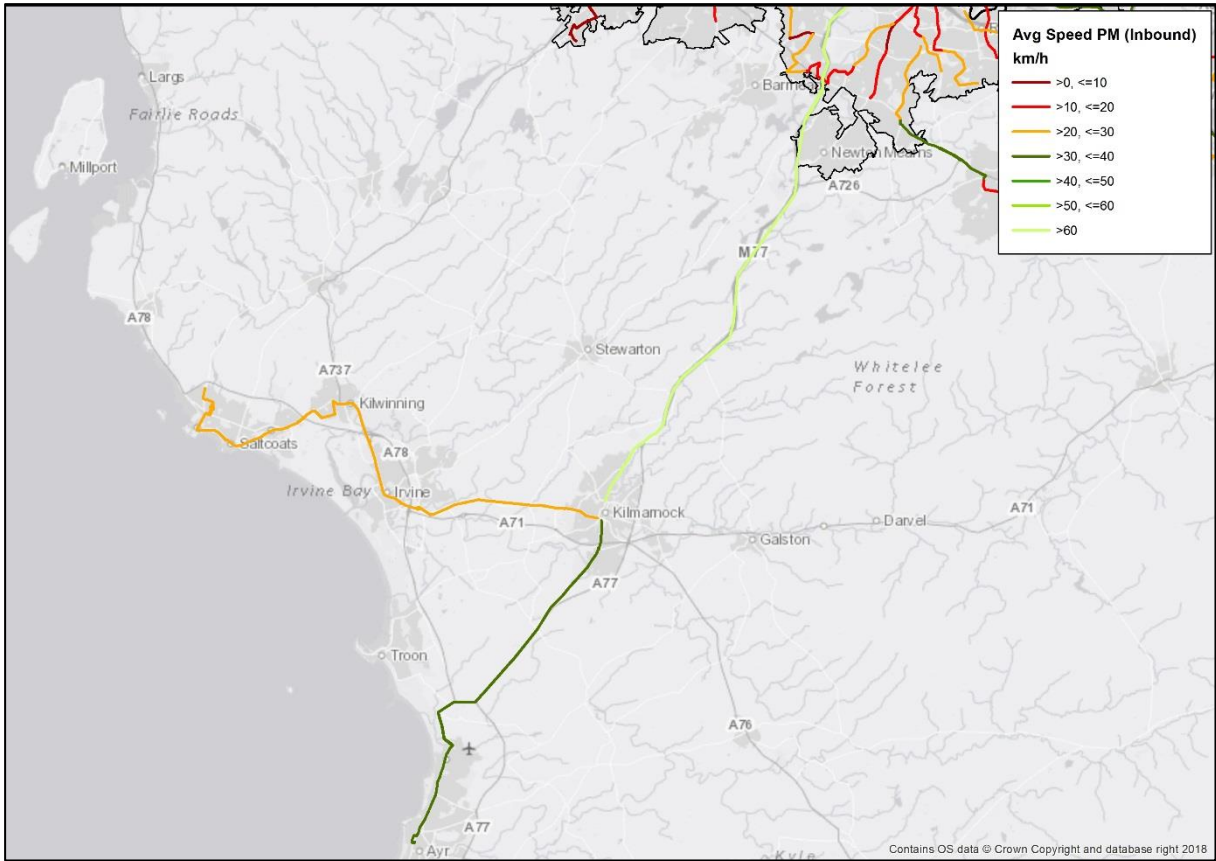 Avg Speed PM (Inbound)
km/h
>0, <=10
>10, <=20
>20, <=30
>30, <=40
>40, <=50
>50, <=60
>60
Largs
Fairlie Roads
Millport
Newton Mearns
A726
M77
A78
Stewarton
Whitelee
Forest
A737
Kilwinning
Saltcoats
A78
Irvine Bay
Irvine
A71
Kilmarnock
Galston
Darvel
A71
A77
Troon
A76
A77
Ayr
Kyle
Contains OS data © Crown Copyright and database right 2018